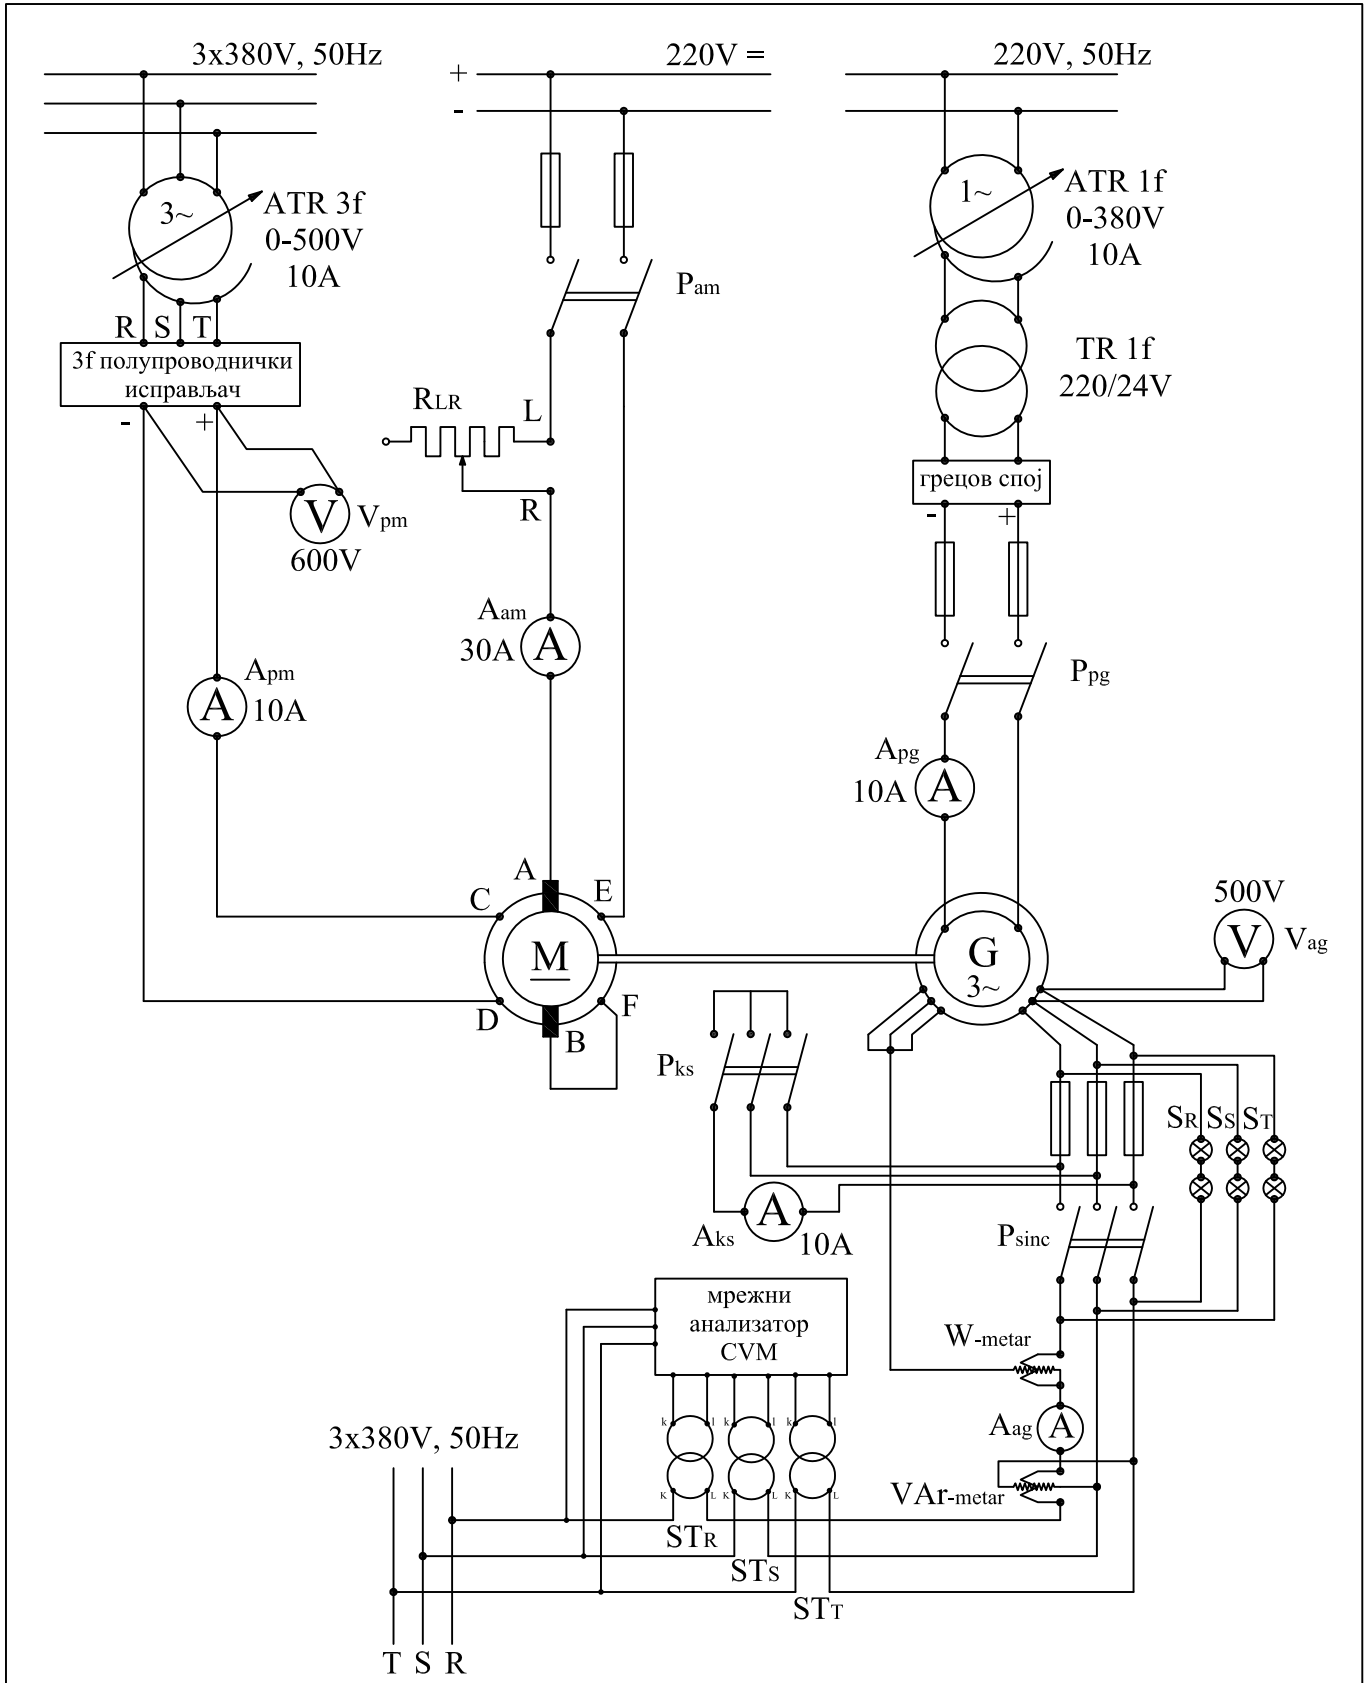 3x380V, 50Hz
220V =
220V, 50Hz
+
-
3~
ATR 3f
0-500V
10A
1~
ATR 1f
0-380V
10A
Pam
R S T
3f полупроводнички
исправљач
- +
TR 1f
220/24V
RLR
L
R
V
Vpm
600V
грецов спој
- +
Aam
30A
A
Apm
10A
A
Ppg
Apg
10A
A
A
C
E
M
D
F
B
G
3~
500V
V
Vag
Pks
SR SS ST
A
Aks
10A
Psinc
мрежни
анализатор
CVM
W-metar
k l k l k l
Aag
A
3x380V, 50Hz
K L K L K L
VAr-metar
STR
STS
STT
T S R